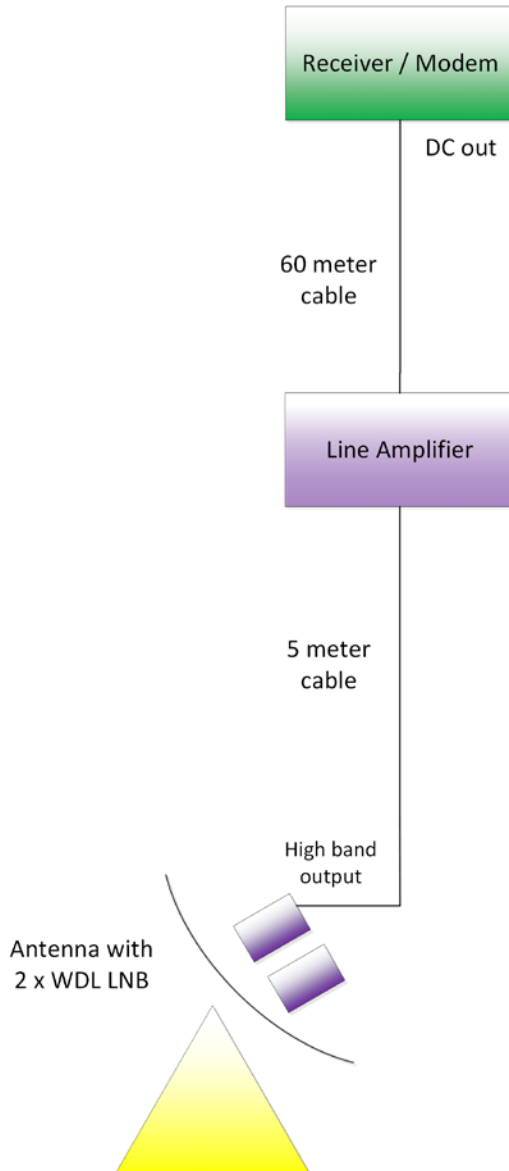 Receiver / Modem
DC out
60 meter
cable
Line Amplifier
5 meter
cable
High band
output
Antenna with
2 x WDL LNB